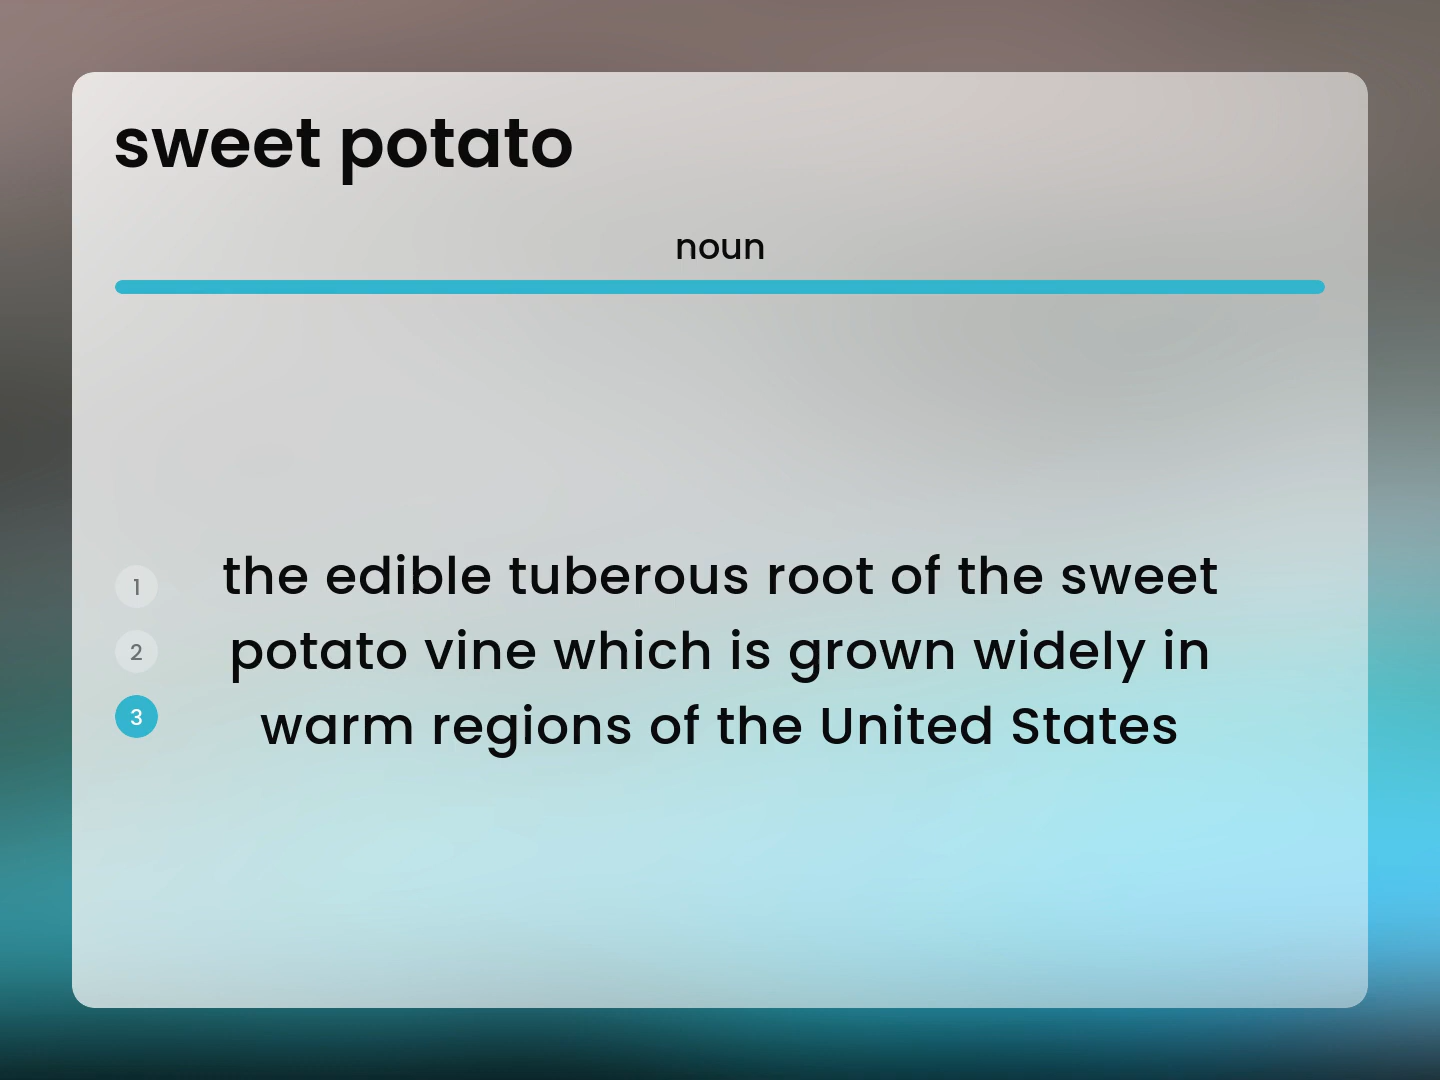 sweet potato
noun
1
2
3
the edible tuberous root of the sweet
potato vine which is grown widely in
warm regions of the United States